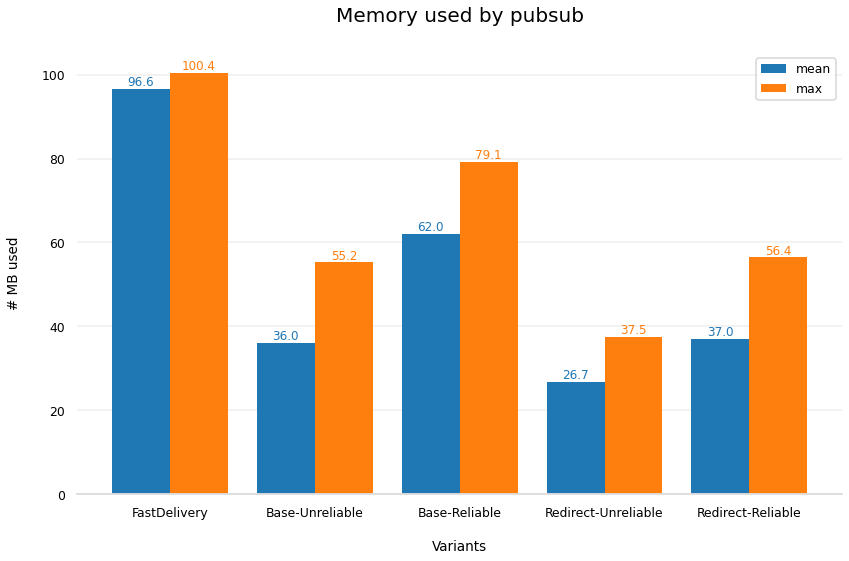 Memory used by pubsub
mean
max
# MB used
100
80
60
40
20
0
96.6
100.4
36.0
55.2
62.0
79.1
26.7
37.5
37.0
56.4
FastDelivery
Base-Unreliable
Base-Reliable
Redirect-Unreliable
Redirect-Reliable
Variants